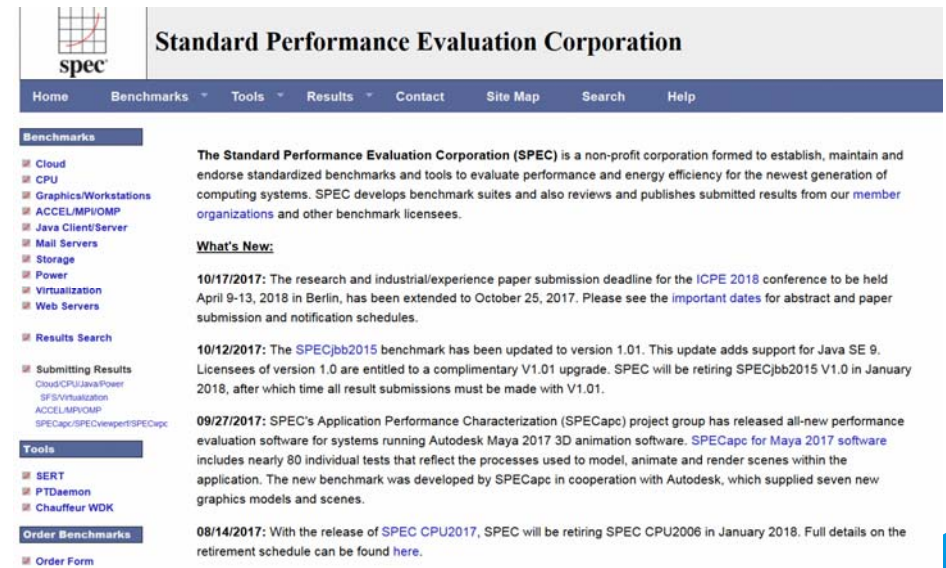 spec
Standard Performance Evaluation Corporation
Home Benchmarks Tools Results Contact Site Map Search Help
Benchmarks
Cloud
CPU
Graphics/Workstations
ACCEL/MPI/OMP
Java Client/Server
Mail Servers
Storage
Power
Virtualization
Web Servers
Results Search
Submitting Results
Cloud/CPU/Java/Power
SFS/Virtualization
ACCEL/MPI/OMP
SPECapc/SPECviewperf/SPECwpc
Tools
SERT
PTDaemon
Chauffeur WDK
Order Benchmarks
Order Form
The Standard Performance Evaluation Corporation (SPEC) is a non-profit corporation formed to establish, maintain and
endorse standardized benchmarks and tools to evaluate performance and energy efficiency for the newest generation of
computing systems. SPEC develops benchmark suites and also reviews and publishes submitted results from our member
organizations and other benchmark licensees.
What's New:
10/17/2017: The research and industrial/experience paper submission deadline for the ICPE 2018 conference to be held
April 9-13, 2018 in Berlin, has been extended to October 25, 2017. Please see the important dates for abstract and paper
submission and notification schedules.
10/12/2017: The SPECjbb2015 benchmark has been updated to version 1.01. This update adds support for Java SE 9.
Licensees of version 1.0 are entitled to a complimentary V1.01 upgrade. SPEC will be retiring SPECjbb2015 V1.0 in January
2018, after which time all result submissions must be made with V1.01.
09/27/2017: SPEC's Application Performance Characterization (SPECapc) project group has released all-new performance
evaluation software for systems running Autodesk Maya 2017 3D animation software. SPECapc for Maya 2017 software
includes nearly 80 individual tests that reflect the processes used to model, animate and render scenes within the
application. The new benchmark was developed by SPECapc in cooperation with Autodesk, which supplied seven new
graphics models and scenes.
08/14/2017: With the release of SPEC CPU2017, SPEC will be retiring SPEC CPU2006 in January 2018. Full details on the
retirement schedule can be found here.